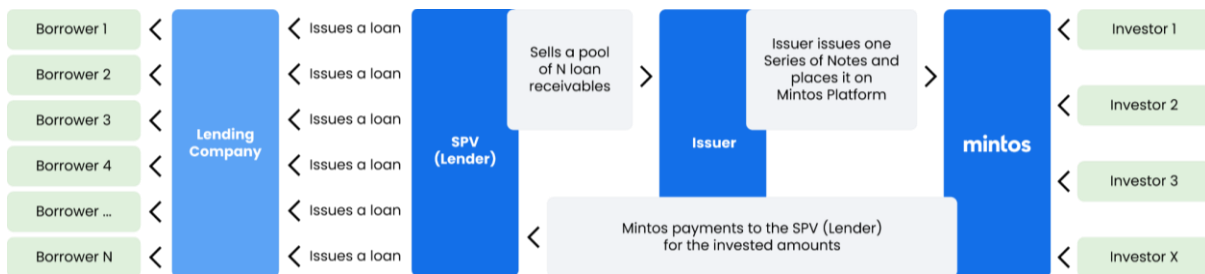 Borrower 1
Borrower 2
Borrower 3
Borrower 4
Borrower ...
Borrower N
Lending
Company
Issues a loan
Issues a loan
Issues a loan
Issues a loan
Issues a loan
Issues a loan
SPV
(Lender)
Sells a pool
of N loan
receivables
Issuer
Issuer issues one
Series of Notes and
places it on
Mintos Platform
Mintos payments to the SPV (Lender)
for the invested amounts
mintos
Investor 1
Investor 2
Investor 3
Investor X